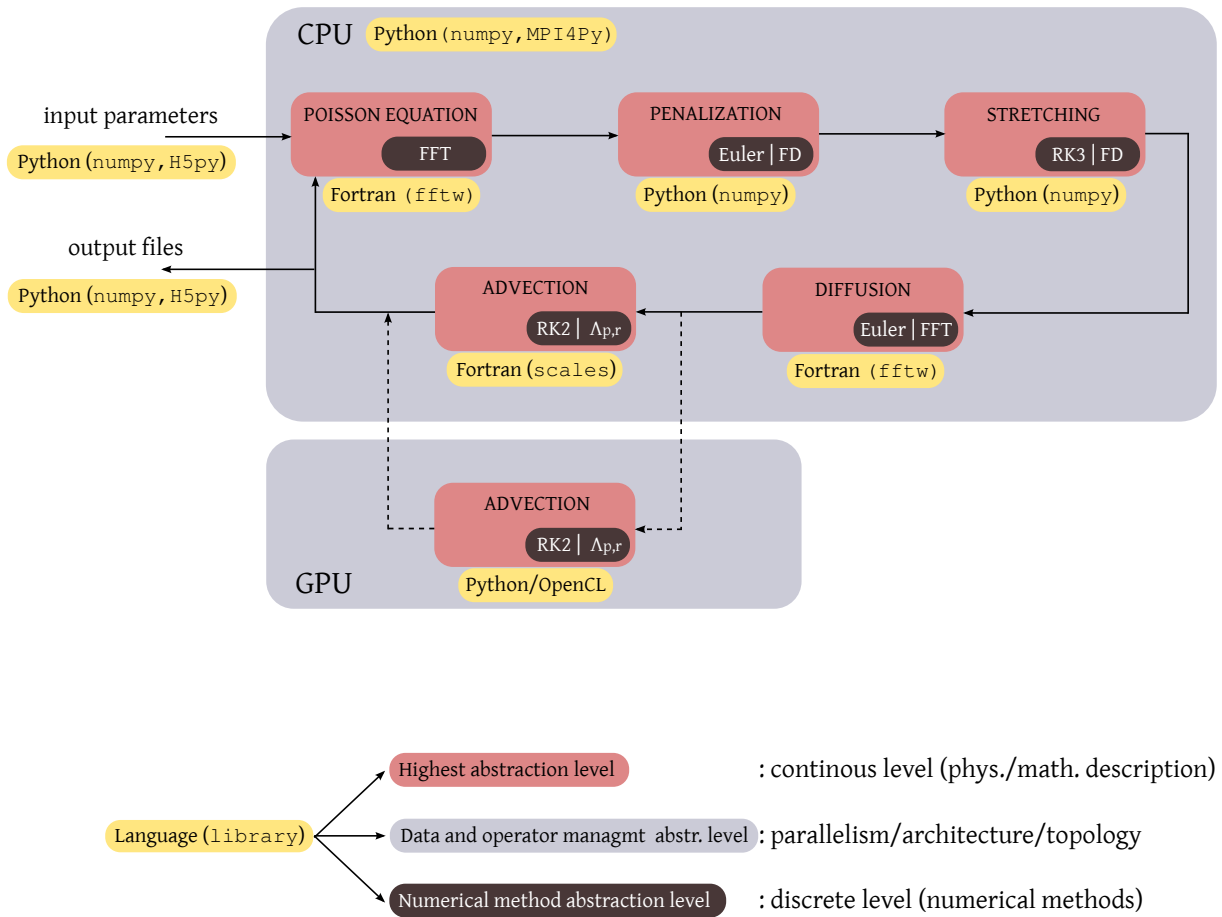 CPU Python (numpy, MPI4Py)
input parameters
Python (numpy, H5py)
POISSON EQUATION
FFT
Fortran (fftw)
PENALIZATION
Euler | FD
Python (numpy)
STRETCHING
RK3 | FD
Python (numpy)
output files
Python (numpy, H5py)
ADVECTION
RK2 | Λp,r
Fortran (scales)
DIFFUSION
Euler | FFT
Fortran (fftw)
ADVECTION
RK2 | Λp,r
Python/OpenCL
GPU
Language (library)
Highest abstraction level : continous level (phys./math. description)
Data and operator managmt abstr. level : parallelism/architecture/topology
Numerical method abstraction level : discrete level (numerical methods)